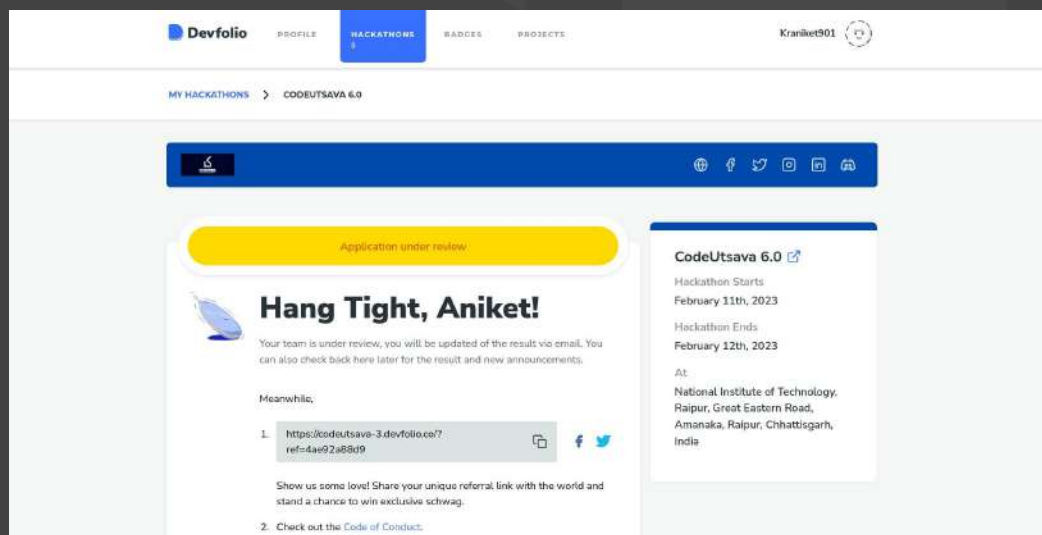 Devfolio PROFILE HACKATHONS BADGES PROJECTS Kraniket901
MY HACKATHONS > CODEUTSAVA 6.0
Application under review
Hang Tight, Aniket!
Your team is under review, you will be updated of the result via email. You
can also check back here later for the result and new announcements.
Meanwhile,
1. https://codeutsava-3.devfolio.co/?
ref=4ae92a88d9
Show us some love! Share your unique referral link with the world and
stand a chance to win exclusive schwag.
2. Check out the Code of Conduct.
CodeUtsava 6.0
Hackathon Starts
February 11th, 2023
Hackathon Ends
February 12th, 2023
At
National Institute of Technology,
Raipur, Great Eastern Road,
Amanaka, Raipur, Chhattisgarh,
India